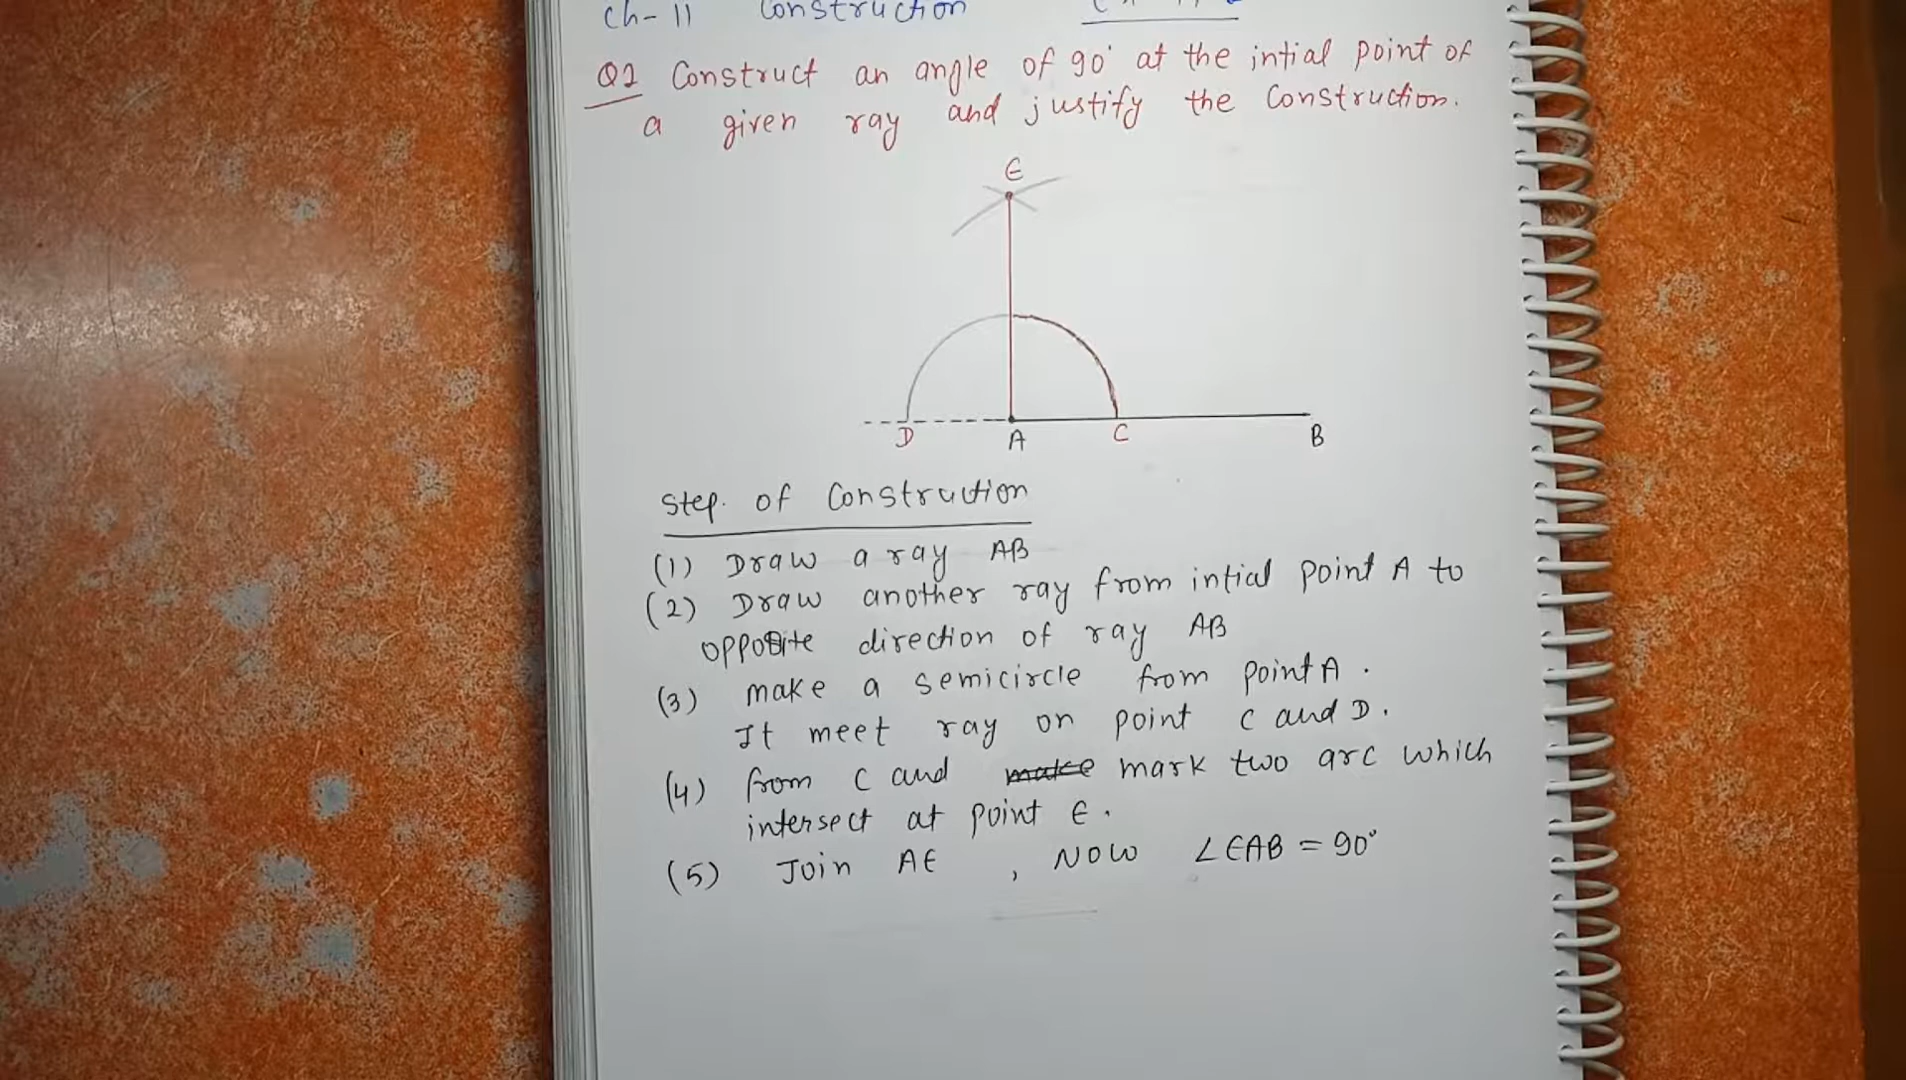 Ch- 11 Construction
Q1 Construct an angle of 90° at the intial point of
a given ray and justify the Construction.
E
D A C B
Step. of Construction
(1) Draw a ray AB
(2) Draw another ray from intial point A to
opposite direction of ray AB
(3) make a semicircle from point A .
It meet ray on point C and D .
(4) from C and make mark two arc which
intersect at point E .
(5) Join AE , NOW ∠EAB = 90°